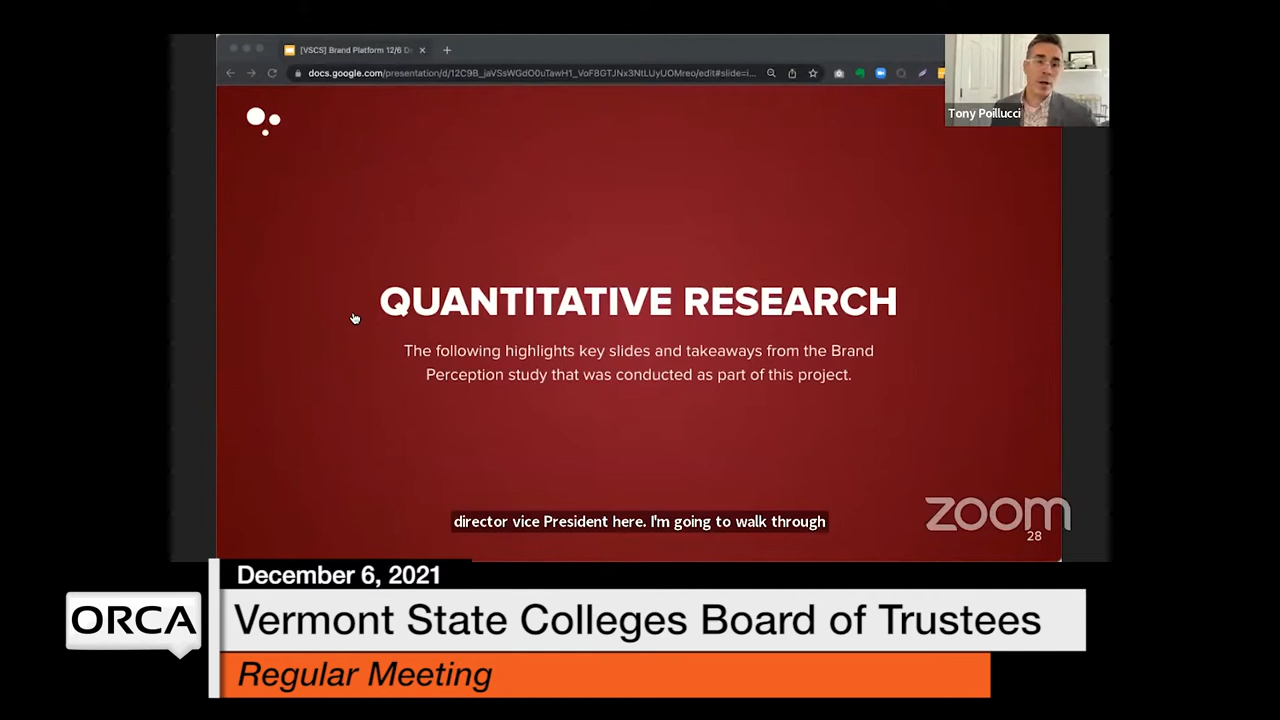 [VSCS] Brand Platform 12/6 D
docs.google.com/presentation/d/12C9B_jaVSsWGdO0uTawH1_VoF8GTJNx3NtLUyUOMreo/edit#slide=i...
Tony Poillucci
QUANTITATIVE RESEARCH
The following highlights key slides and takeaways from the Brand
Perception study that was conducted as part of this project.
director vice President here. I'm going to walk through
zoom
28
December 6, 2021
ORCA
Vermont State Colleges Board of Trustees
Regular Meeting